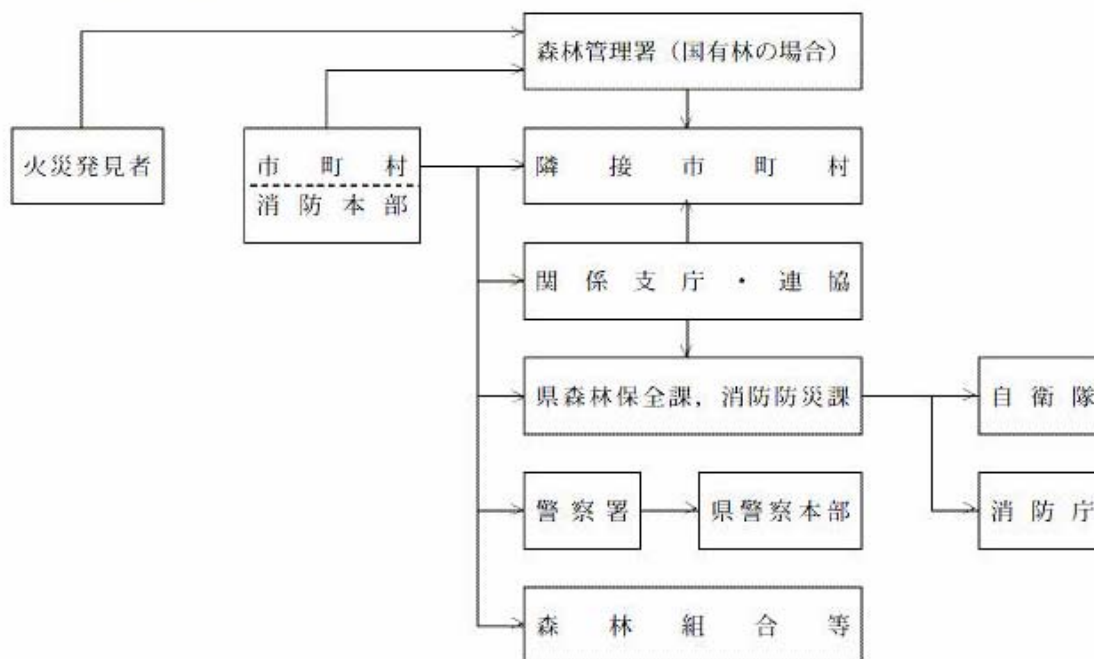 森林管理署（国有林の場合）
火災発見者
市町村
消防本部
隣接市町村
関係支庁・連協
県森林保全課，消防防災課
自衛隊
警察署
県警察本部
消防庁
森林組合等